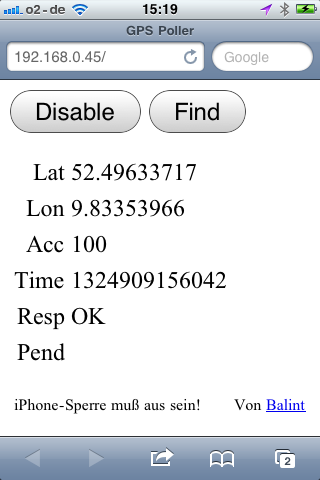 o2-de 15:19
GPS Poller
192.168.0.45/ Google
Disable Find
Lat 52.49633717
Lon 9.83353966
Acc 100
Time 1324909156042
Resp OK
Pend
iPhone-Sperre muß aus sein! Von Balint
2